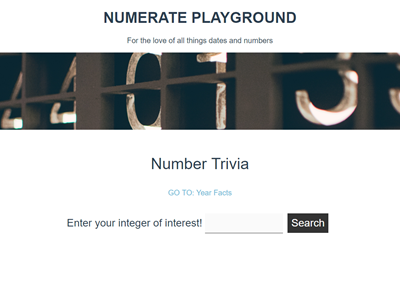 NUMERATE PLAYGROUND
For the love of all things dates and numbers
Number Trivia
GO TO: Year Facts
Enter your integer of interest! Search